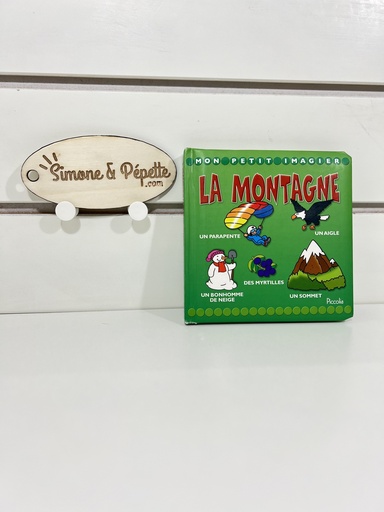 Simone & Pépette
.com
MON PETIT IMAGIER
LA MONTAGNE
UN PARAPENTE
UN AIGLE
DES MYRTILLES
UN BONHOMME
DE NEIGE
UN SOMMET
Piccolia